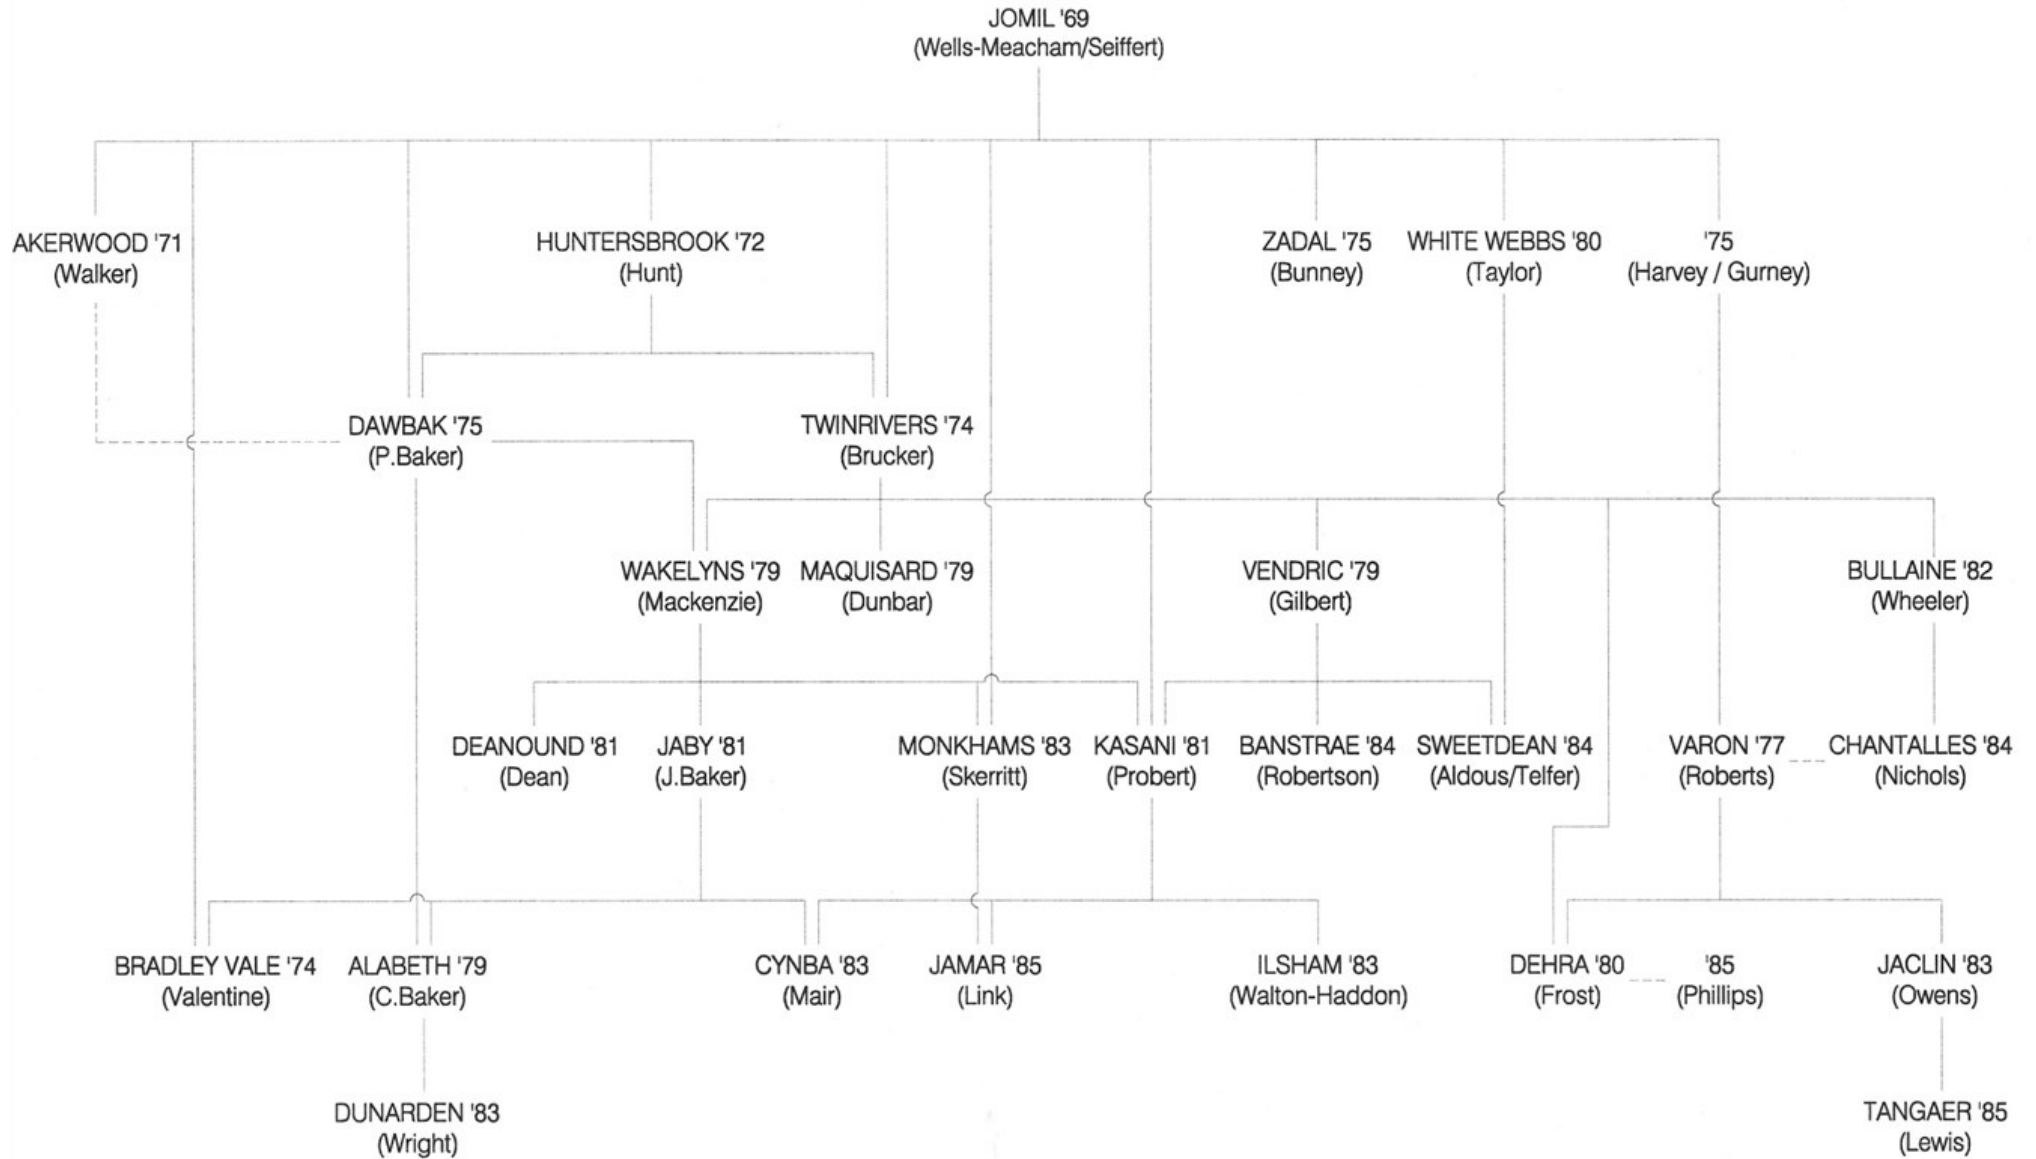 JOMIL '69
(Wells-Meacham/Seiffert)
AKERWOOD '71
(Walker)
HUNTERSBROOK '72
(Hunt)
ZADAL '75
(Bunney)
WHITE WEBBS '80
(Taylor)
'75
(Harvey / Gurney)
DAWBAK '75
(P.Baker)
TWINRIVERS '74
(Brucker)
WAKELYNS '79
(Mackenzie)
MAQUISARD '79
(Dunbar)
VENDRIC '79
(Gilbert)
BULLAINE '82
(Wheeler)
DEANOUND '81
(Dean)
JABY '81
(J.Baker)
MONKHAMS '83
(Skerritt)
KASANI '81
(Probert)
BANSTRAE '84
(Robertson)
SWEETDEAN '84
(Aldous/Telfer)
VARON '77
(Roberts)
CHANTALLES '84
(Nichols)
BRADLEY VALE '74
(Valentine)
ALABETH '79
(C.Baker)
CYNBA '83
(Mair)
JAMAR '85
(Link)
ILSHAM '83
(Walton-Haddon)
DEHRA '80
(Frost)
'85
(Phillips)
JACLIN '83
(Owens)
DUNARDEN '83
(Wright)
TANGAER '85
(Lewis)